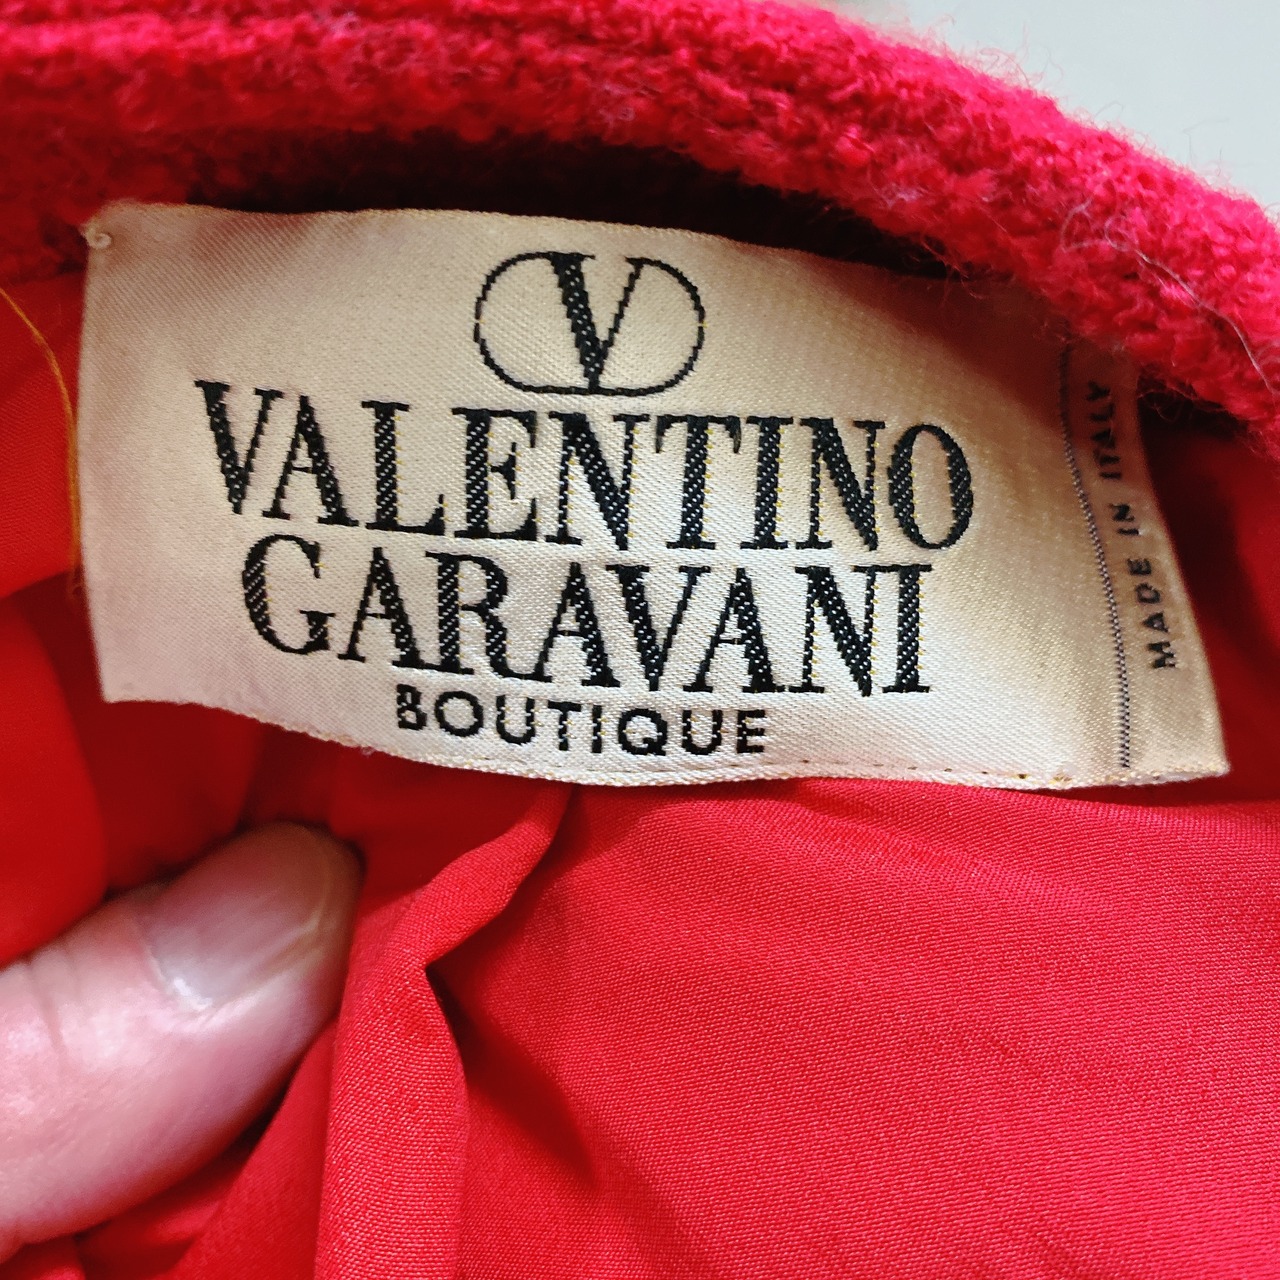 V
VALENTINO
GARAVANI
BOUTIQUE
MADE IN ITALY